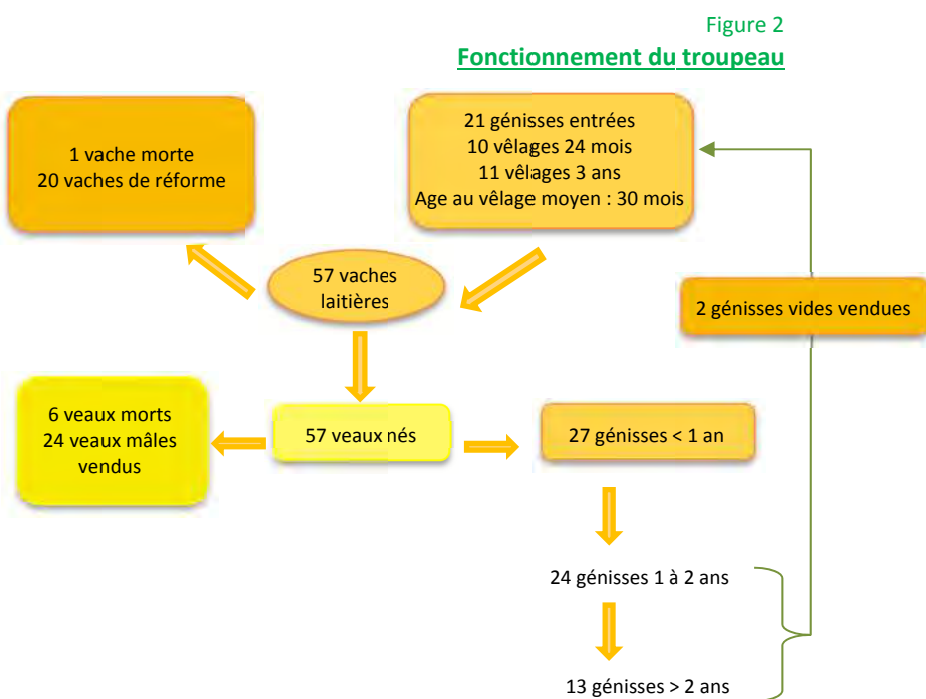 Figure 2
Fonctionnement du troupeau
1 vache morte
20 vaches de réforme
21 génisses entrées
10 vêlages 24 mois
11 vêlages 3 ans
Age au vêlage moyen : 30 mois
57 vaches
laitières
2 génisses vides vendues
6 veaux morts
24 veaux mâles
vendus
57 veaux nés
27 génisses < 1 an
24 génisses 1 à 2 ans
13 génisses > 2 ans